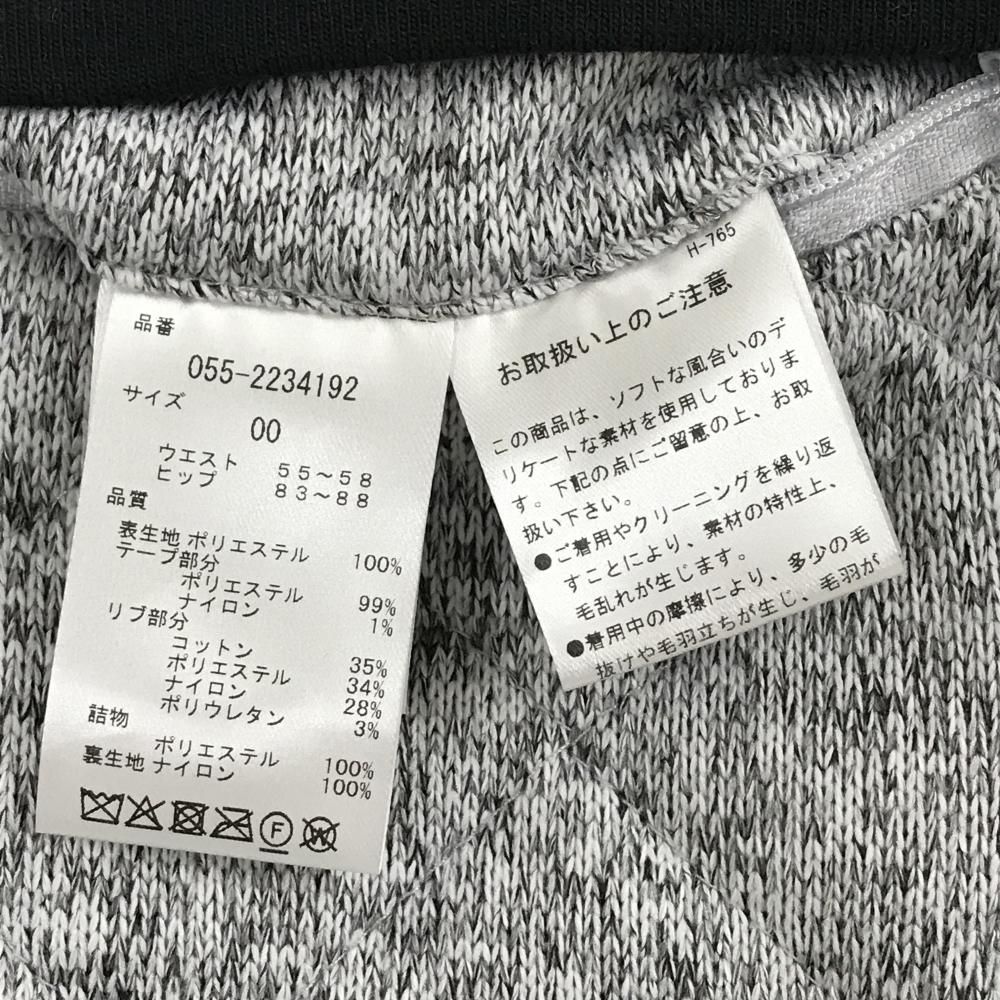 品番
055-2234192
サイズ
00
ウエスト 55～58
ヒップ 83～88
品質
表生地 ポリエステル 100%
テープ部分
ポリエステル 99%
ナイロン 1%
リブ部分
コットン 35%
ポリエステル 34%
ナイロン 28%
ポリウレタン 3%
詰物
ポリエステル 100%
裏生地 ナイロン 100%
F
W
H-765
お取扱い上のご注意
この商品は、ソフトな風合いのデ
リケートな素材を使用しておりま
す。下記の点にご留意の上、お取
扱い下さい。
●ご着用やクリーニングを繰り返
すことにより、素材の特性上、
毛乱れが生じます。
●着用中の摩擦により、多少の毛
抜けや毛羽立ちが生じ、毛羽が